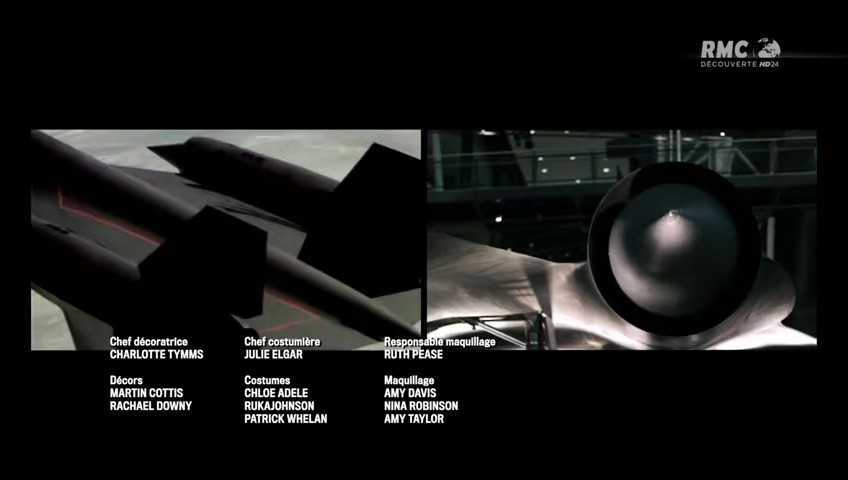 RMC
DÉCOUVERTE HD24
Chef décoratrice
CHARLOTTE TYMMS
Chef costumière
JULIE ELGAR
Responsable maquillage
RUTH PEASE
Décors
MARTIN COTTIS
RACHAEL DOWNY
Costumes
CHLOE ADELE
RUKAJOHNSON
PATRICK WHELAN
Maquillage
AMY DAVIS
NINA ROBINSON
AMY TAYLOR